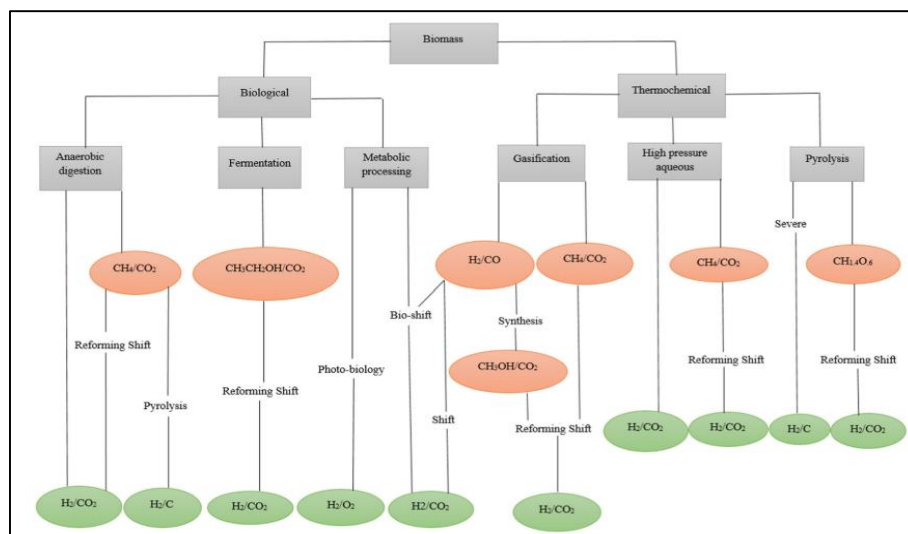 Biomass
Biological
Thermochemical
Anaerobic
digestion
Fermentation
Metabolic
processing
Gasification
High pressure
aqueous
Pyrolysis
Severe
CH₄/CO₂
CH3CH2OH/CO₂
H2/CO
CH₄/CO₂
CH₄/CO₂
CH₁.₄O.₆
Bio-shift
Synthesis
Reforming Shift
Photo-biology
CH₃OH/CO₂
Reforming Shift
Reforming Shift
Pyrolysis
Reforming Shift
Shift
Reforming Shift
H₂/CO₂
H₂/CO₂
H₂/C
H₂/CO₂
H₂/CO₂
H₂/C
H₂/CO₂
H₂/O₂
H2/CO₂
H₂/CO₂